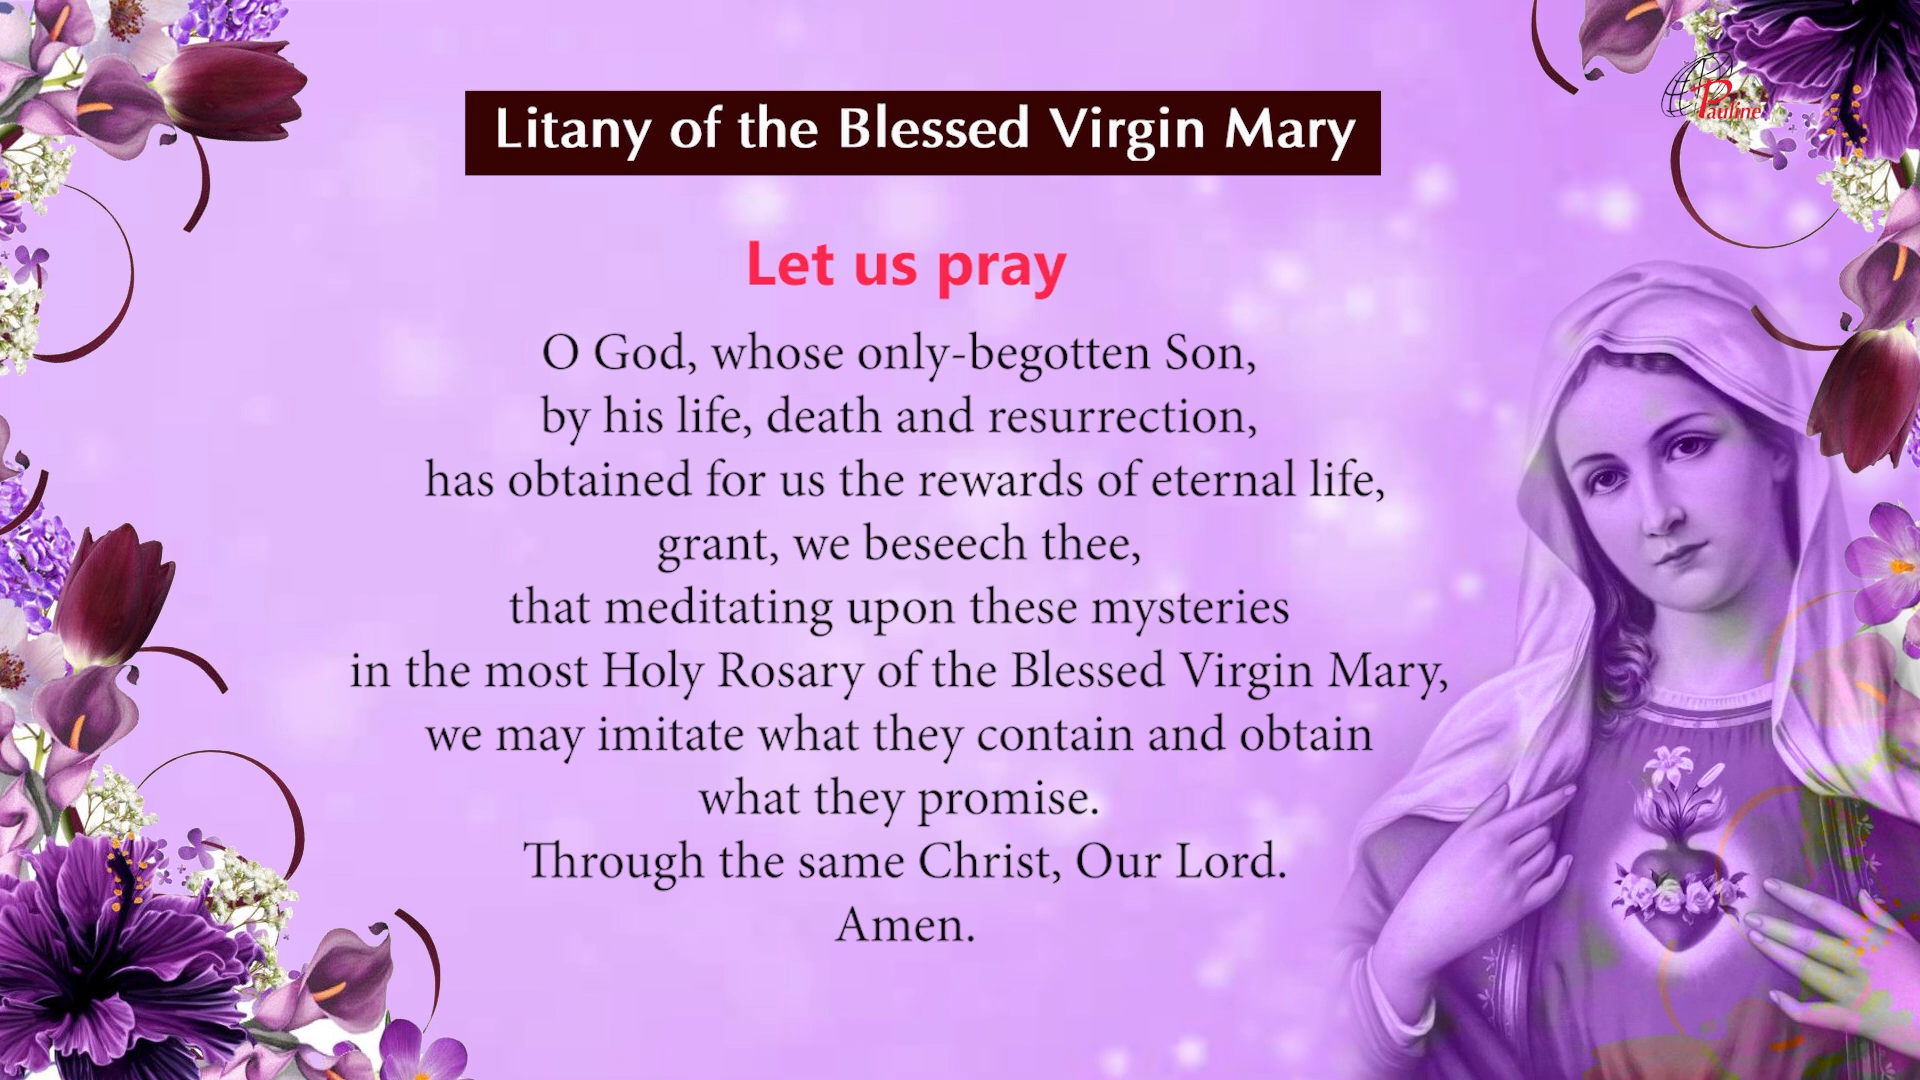 Pauline
Litany of the Blessed Virgin Mary
Let us pray
O God, whose only-begotten Son,
by his life, death and resurrection,
has obtained for us the rewards of eternal life,
grant, we beseech thee,
that meditating upon these mysteries
in the most Holy Rosary of the Blessed Virgin Mary,
we may imitate what they contain and obtain
what they promise.
Through the same Christ, Our Lord.
Amen.